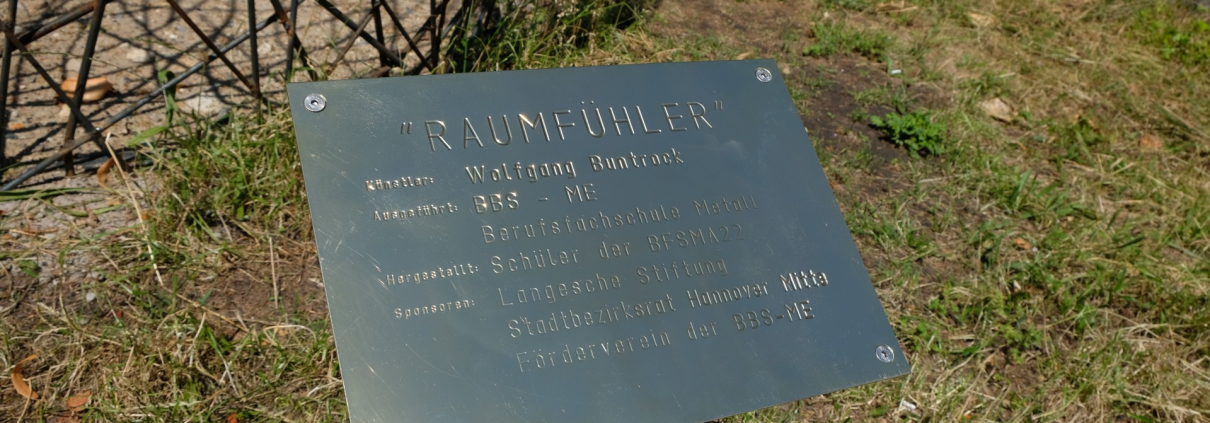 "RAUMFÜHLER"
Künstler: Wolfgang Buntrock
Ausgeführt: BBS - ME
Berufsfachschule Metall
Hergestellt: Schüler der BFSMA22
Sponsoren: Langesche Stiftung
Stadtbezirksrat Hannover Mitte
Förderverein der BBS-ME